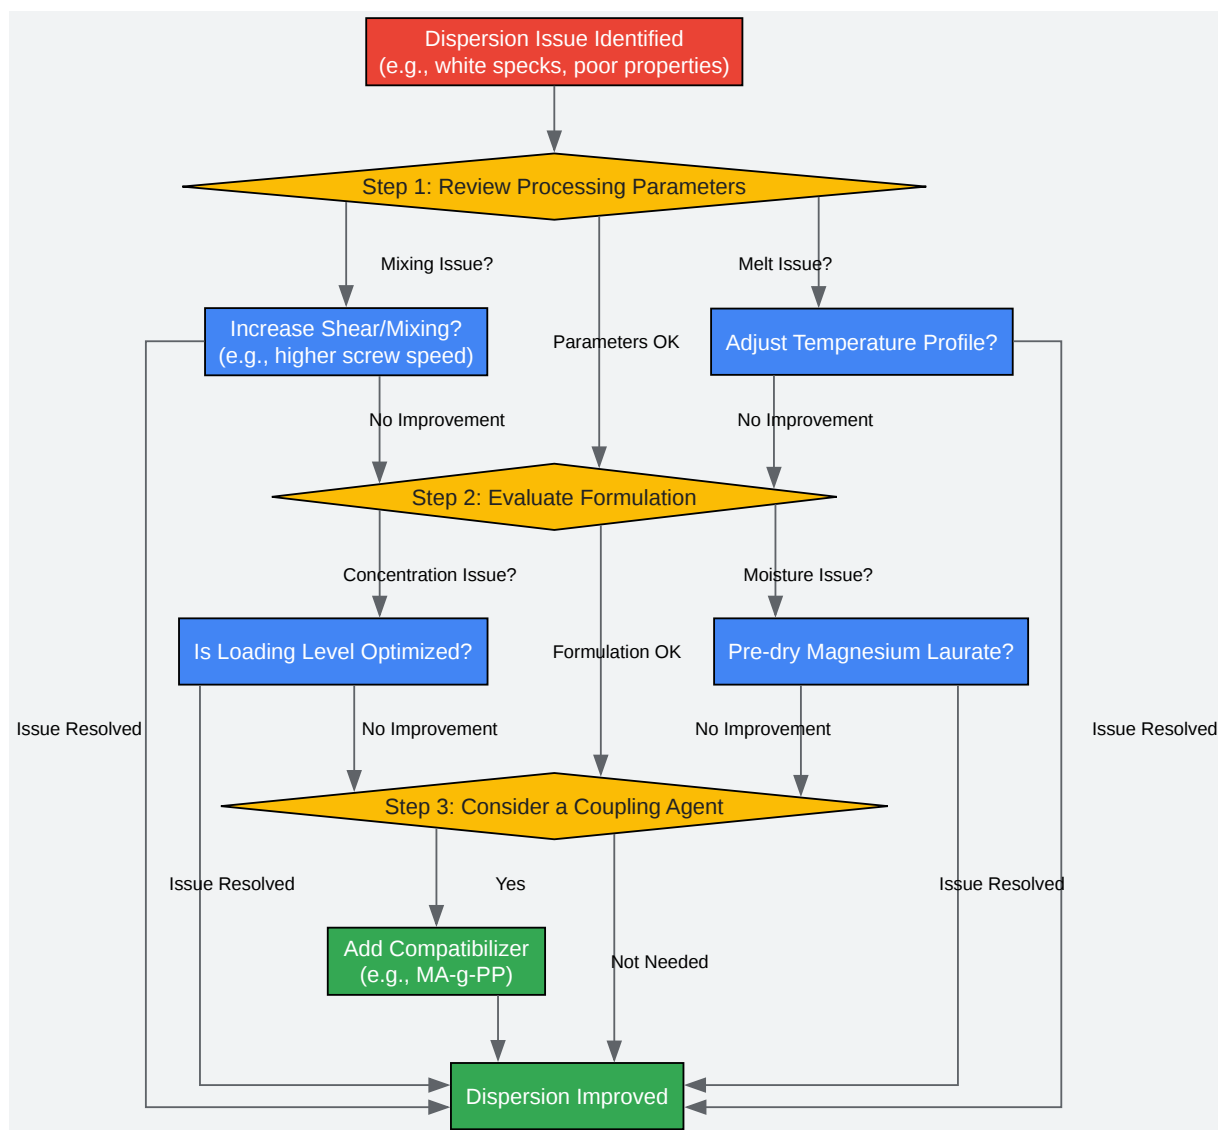 Dispersion Issue Identified
(e.g., white specks, poor properties)
Step 1: Review Processing Parameters
Mixing Issue?
Melt Issue?
Increase Shear/Mixing?
(e.g., higher screw speed)
Parameters OK
Adjust Temperature Profile?
No Improvement
No Improvement
Step 2: Evaluate Formulation
Concentration Issue?
Moisture Issue?
Is Loading Level Optimized?
Formulation OK
Pre-dry Magnesium Laurate?
Issue Resolved
No Improvement
No Improvement
Issue Resolved
Step 3: Consider a Coupling Agent
Issue Resolved
Yes
Issue Resolved
Add Compatibilizer
(e.g., MA-g-PP)
Not Needed
Dispersion Improved